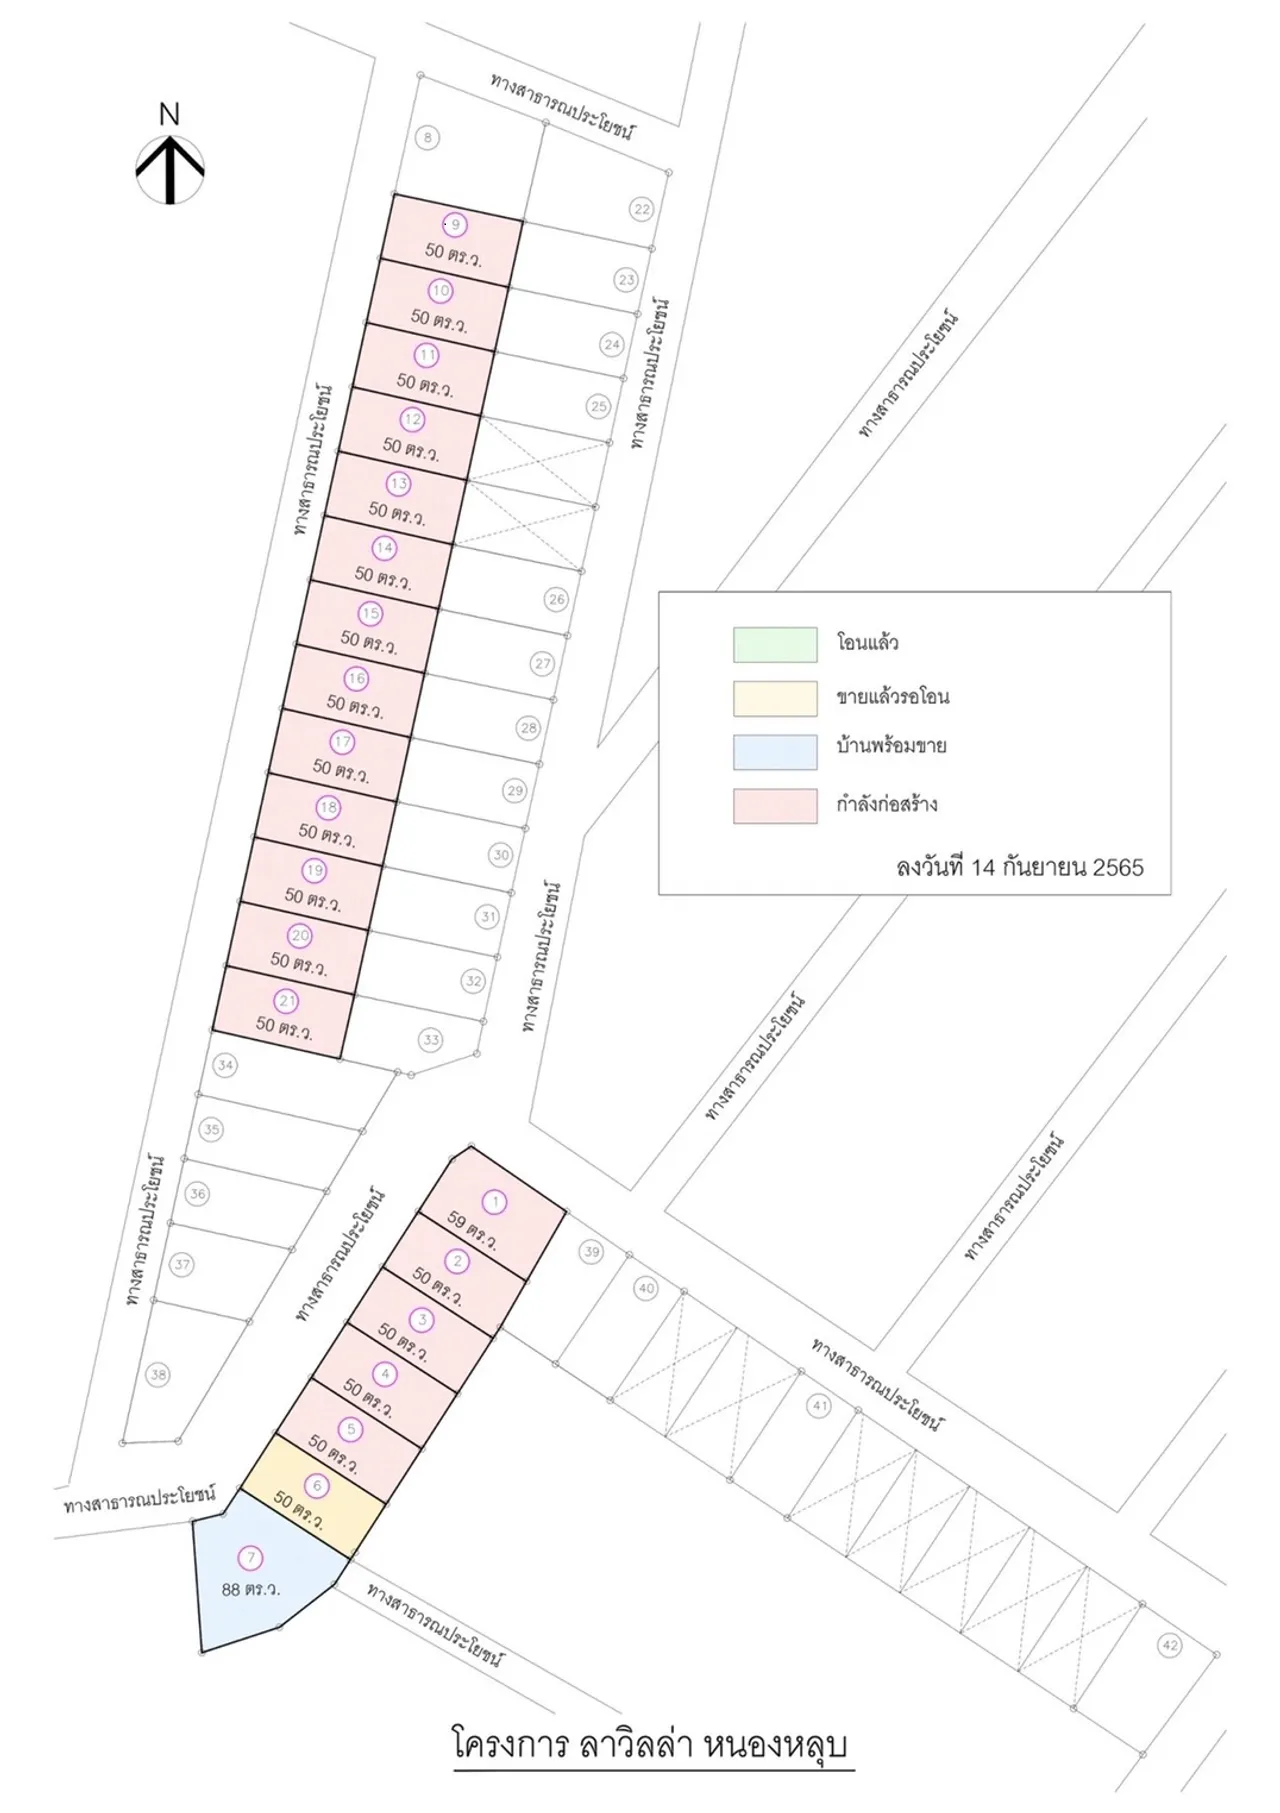 ทางสาธารณประโยชน์
N
8
22
9
50 ตร.ว.
23
10
50 ตร.ว.
24
11
50 ตร.ว.
25
12
50 ตร.ว.
13
50 ตร.ว.
14
50 ตร.ว.
26
15
50 ตร.ว.
27
16
50 ตร.ว.
28
17
50 ตร.ว.
29
18
50 ตร.ว.
30
19
50 ตร.ว.
31
20
50 ตร.ว.
32
21
50 ตร.ว.
33
34
35
36
37
38
ทางสาธารณประโยชน์
ทางสาธารณประโยชน์
ทางสาธารณประโยชน์
โอนแล้ว
ขายแล้วรอโอน
บ้านพร้อมขาย
กำลังก่อสร้าง
ลงวันที่ 14 กันยายน 2565
ทางสาธารณประโยชน์
ทางสาธารณประโยชน์
ทางสาธารณประโยชน์
ทางสาธารณประโยชน์
ทางสาธารณประโยชน์
1
59 ตร.ว.
2
50 ตร.ว.
3
50 ตร.ว.
4
50 ตร.ว.
5
50 ตร.ว.
6
50 ตร.ว.
7
88 ตร.ว.
39
40
41
42
ทางสาธารณประโยชน์
ทางสาธารณประโยชน์
ทางสาธารณประโยชน์
โครงการ ลาวิลล่า หนองหลุบ